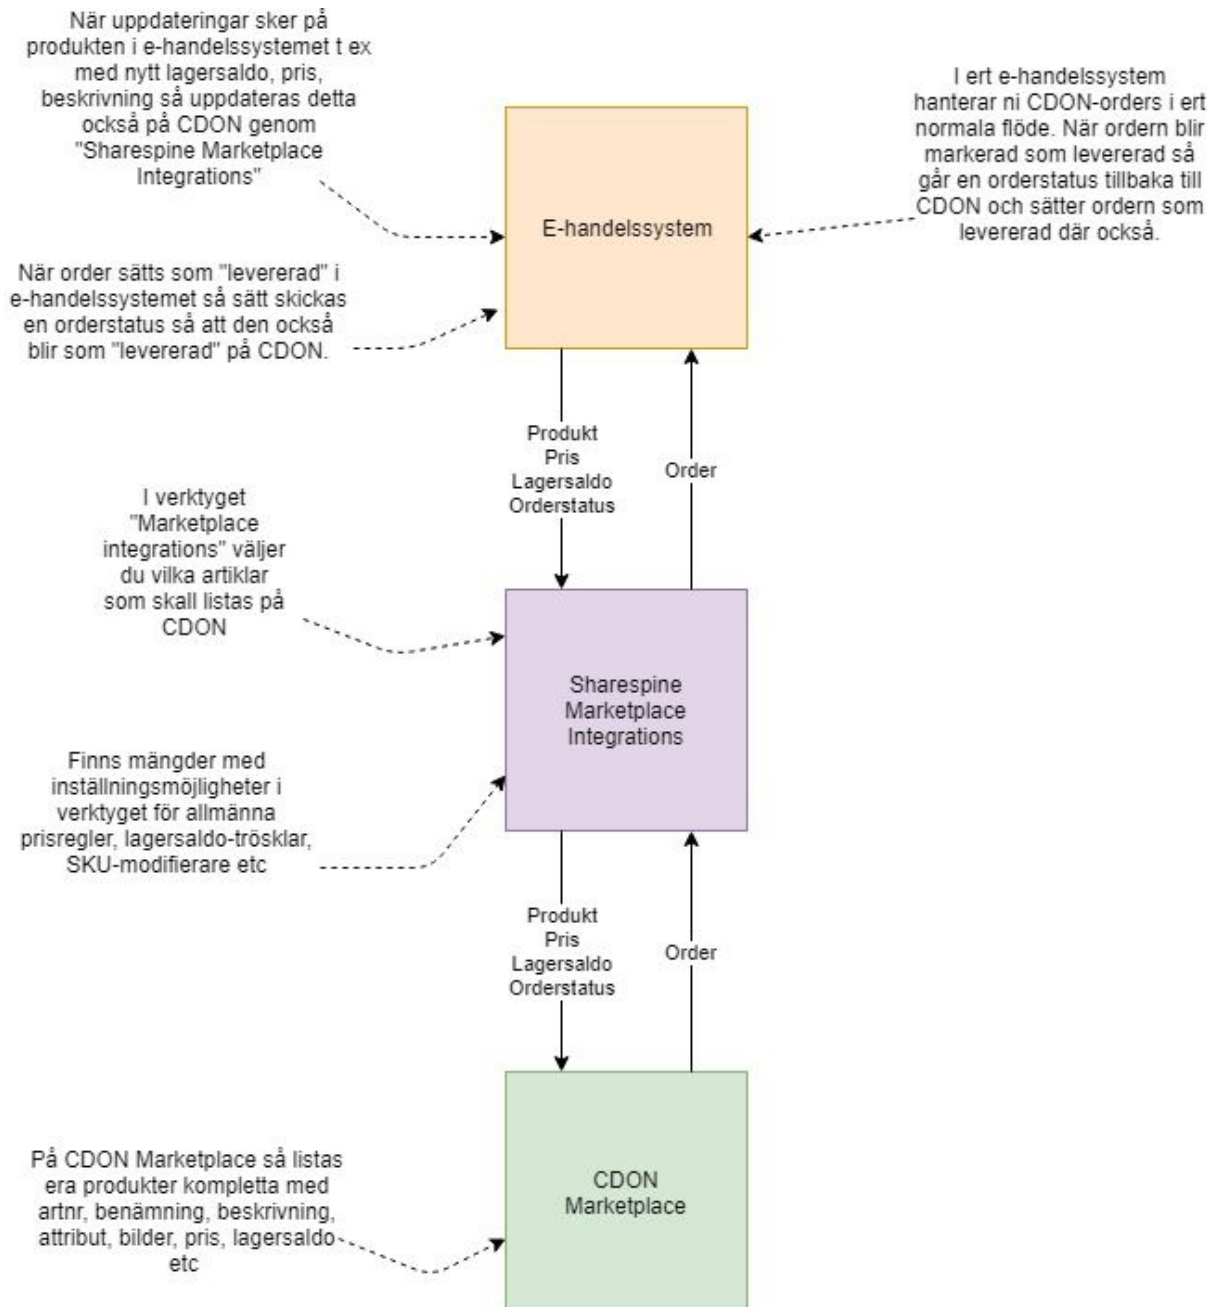 När uppdateringar sker på
produkten i e-handelssystemet t ex
med nytt lagersaldo, pris,
beskrivning så uppdateras detta
också på CDON genom
"Sharespine Marketplace
Integrations"
I ert e-handelssystem
hanterar ni CDON-orders i ert
normala flöde. När ordern blir
markerad som levererad så
går en orderstatus tillbaka till
CDON och sätter ordern som
levererad där också.
E-handelssystem
När order sätts som "levererad" i
e-handelssystemet så sätt skickas
en orderstatus så att den också
blir som "levererad" på CDON.
Produkt
Pris
Lagersaldo
Orderstatus
Order
I verktyget
"Marketplace
integrations" väljer
du vilka artiklar
som skall listas på
CDON
Sharespine
Marketplace
Integrations
Finns mängder med
inställningsmöjligheter i
verktyget för allmänna
prisregler, lagersaldo-trösklar,
SKU-modifierare etc
Produkt
Pris
Lagersaldo
Orderstatus
Order
På CDON Marketplace så listas
era produkter kompletta med
artnr, benämning, beskrivning,
attribut, bilder, pris, lagersaldo
etc
CDON
Marketplace